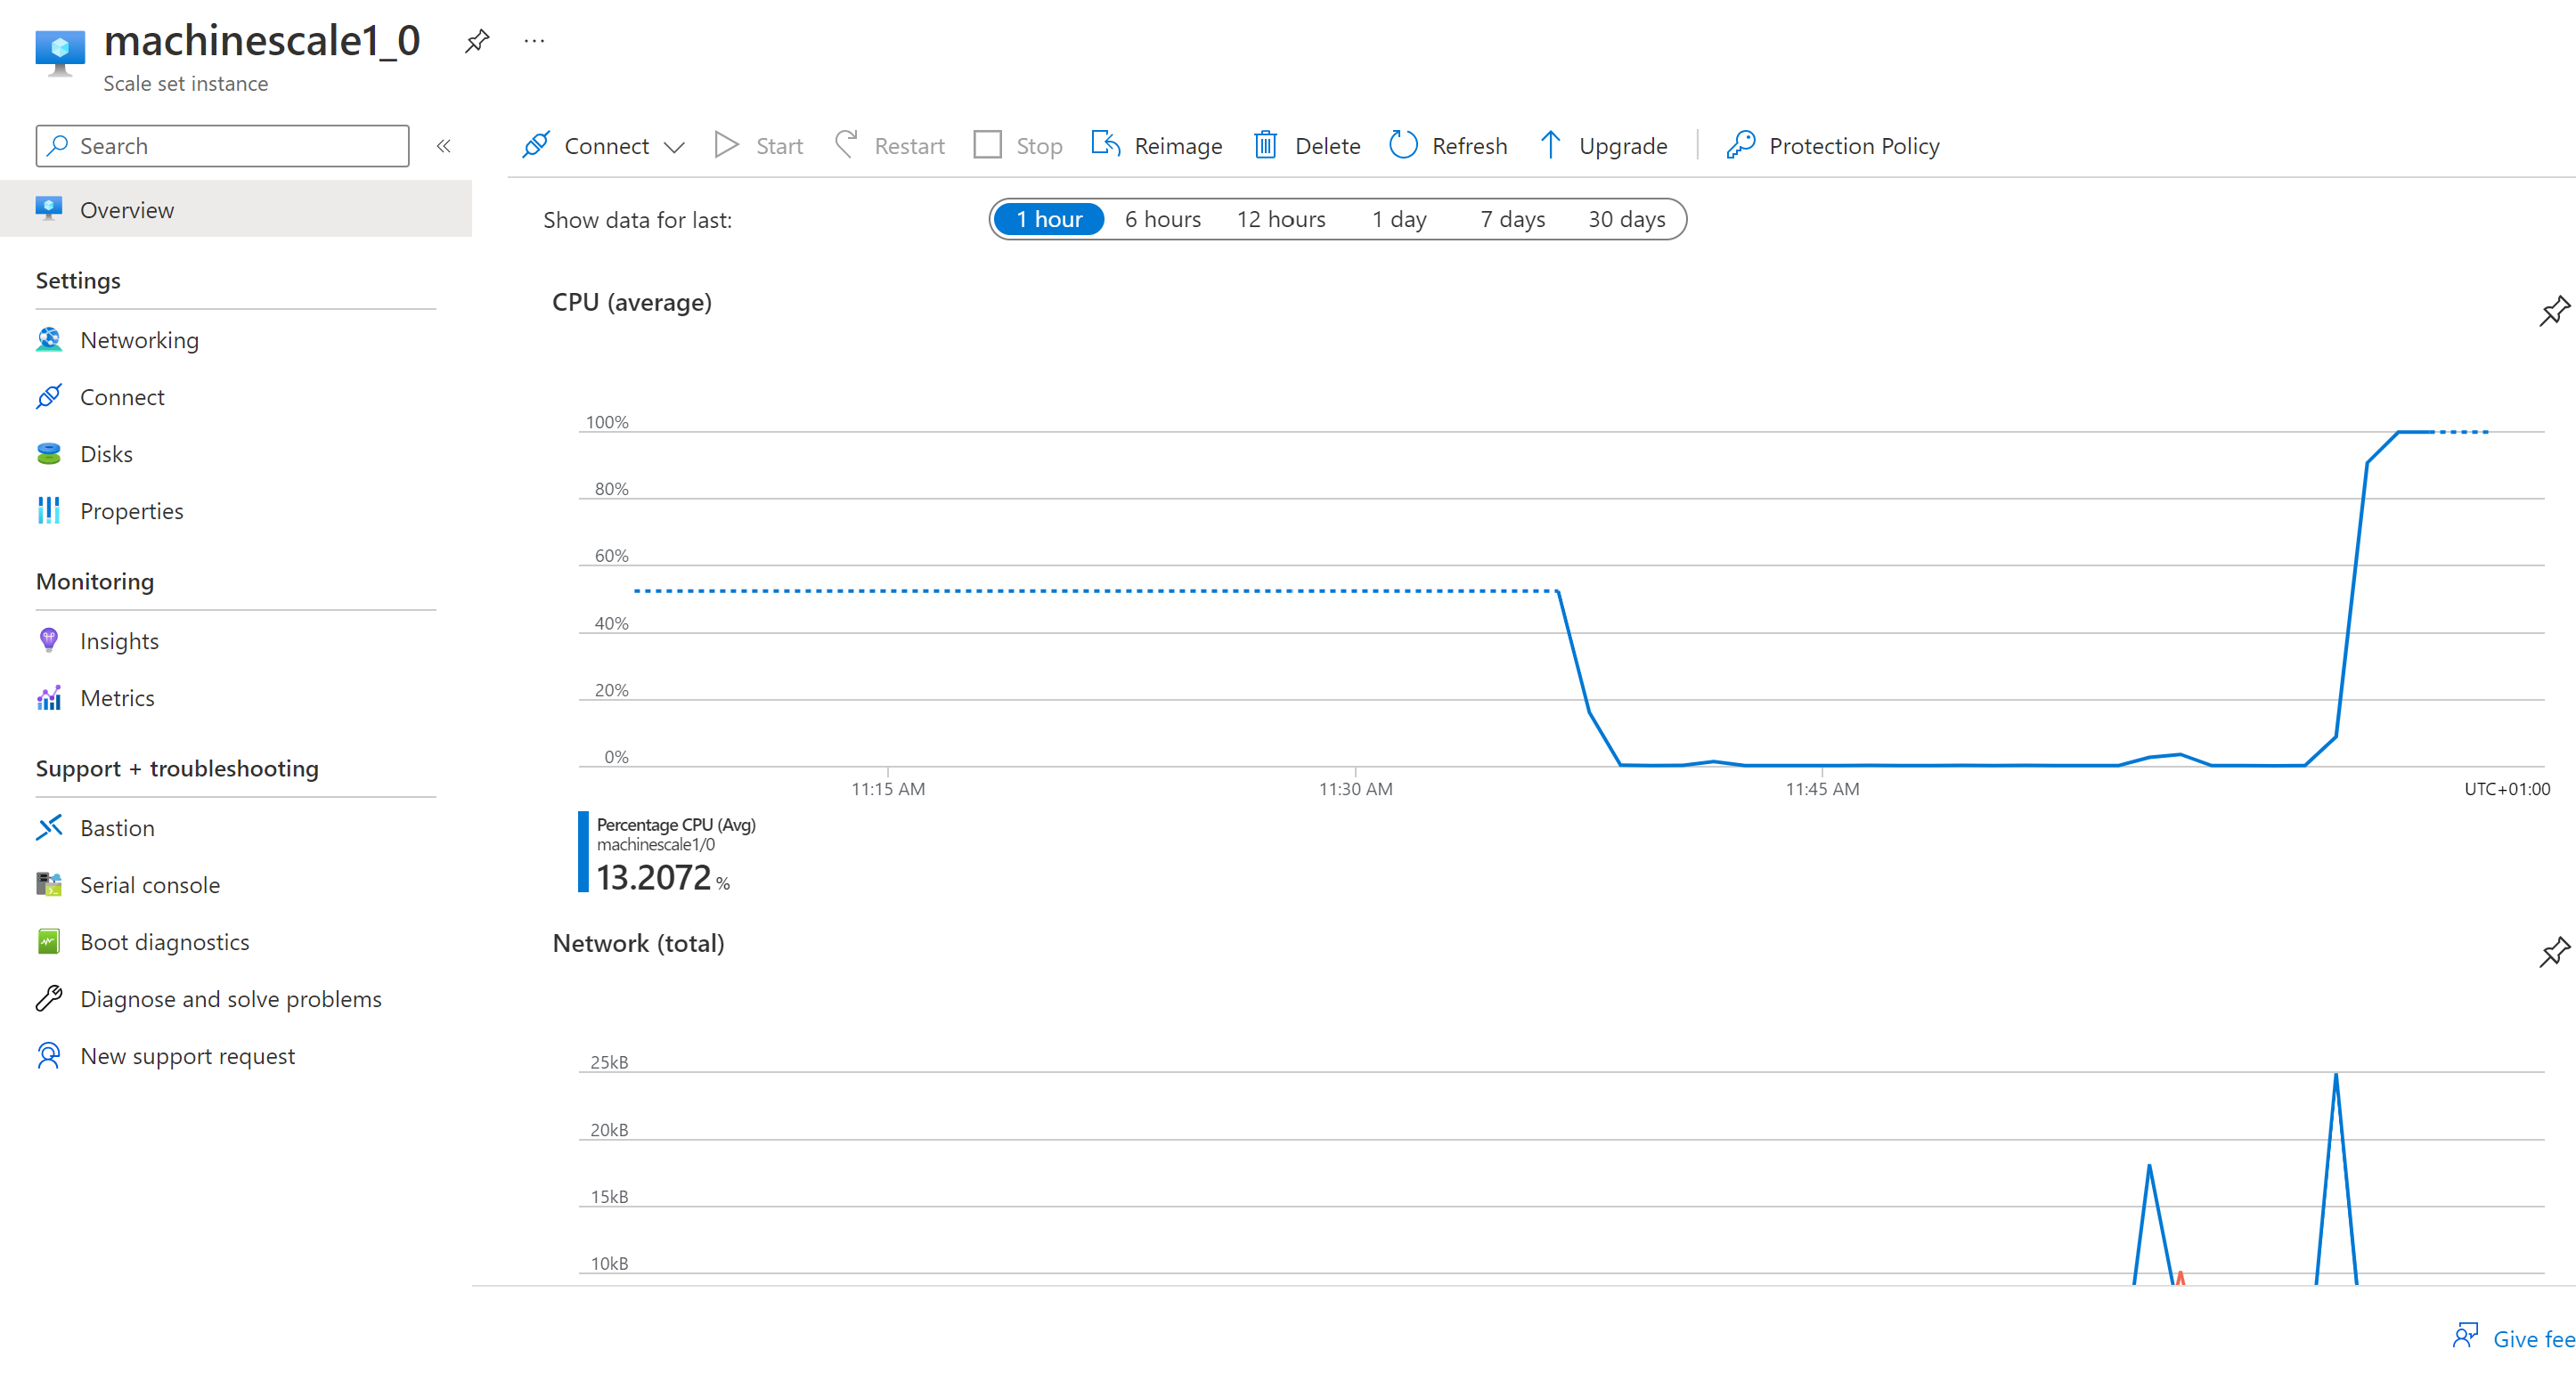 machinescale1_0
...
Scale set instance
Search
«
Connect
Start
Restart
Stop
Reimage
Delete
Refresh
Upgrade
Protection Policy
Overview
Show data for last:
1 hour
6 hours
12 hours
1 day
7 days
30 days
Settings
Networking
Connect
Disks
Properties
Monitoring
Insights
Metrics
Support + troubleshooting
Bastion
Serial console
Boot diagnostics
Diagnose and solve problems
New support request
CPU (average)
100%
80%
60%
40%
20%
0%
11:15 AM
11:30 AM
11:45 AM
UTC+01:00
Percentage CPU (Avg)
machinescale1/0
13.2072 %
Network (total)
25kB
20kB
15kB
10kB
Give fee